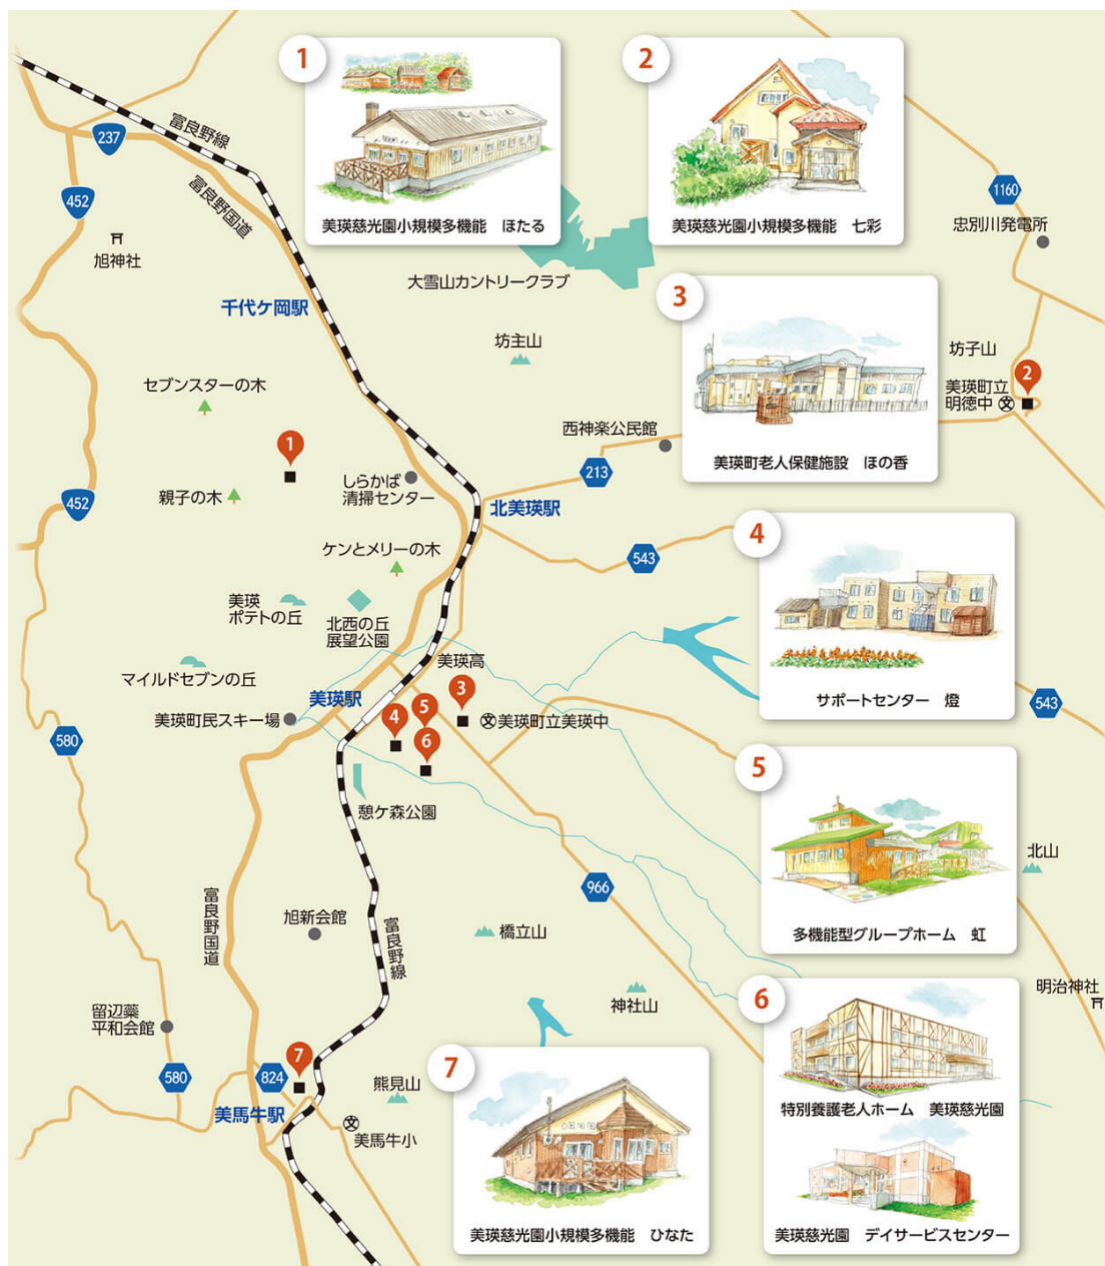 1
美瑛慈光園小規模多機能 ほたる
2
美瑛慈光園小規模多機能 七彩
237
富良野線
富良野国道
452
旭神社
千代ケ岡駅
大雪山カントリークラブ
1160
忠別川発電所
3
美瑛町老人保健施設 ほの香
坊主山
坊子山
美瑛町立
明徳中
文
2
セブンスターの木
1
親子の木
しらかば
清掃センター
西神楽公民館
213
452
北美瑛駅
543
ケンとメリーの木
美瑛
ポテトの丘
北西の丘
展望公園
4
サポートセンター 燈
マイルドセブンの丘
美瑛駅
美瑛高
美瑛町民スキー場
3
文
美瑛町立美瑛中
4
5
6
543
580
憩ケ森公園
5
多機能型グループホーム 虹
北山
966
富良野国道
旭新会館
富良野線
橋立山
神社山
明治神社
留辺蘂
平和会館
6
特別養護老人ホーム 美瑛慈光園
美瑛慈光園 デイサービスセンター
580
824
7
美馬牛駅
熊見山
文
美馬牛小
7
美瑛慈光園小規模多機能 ひなた